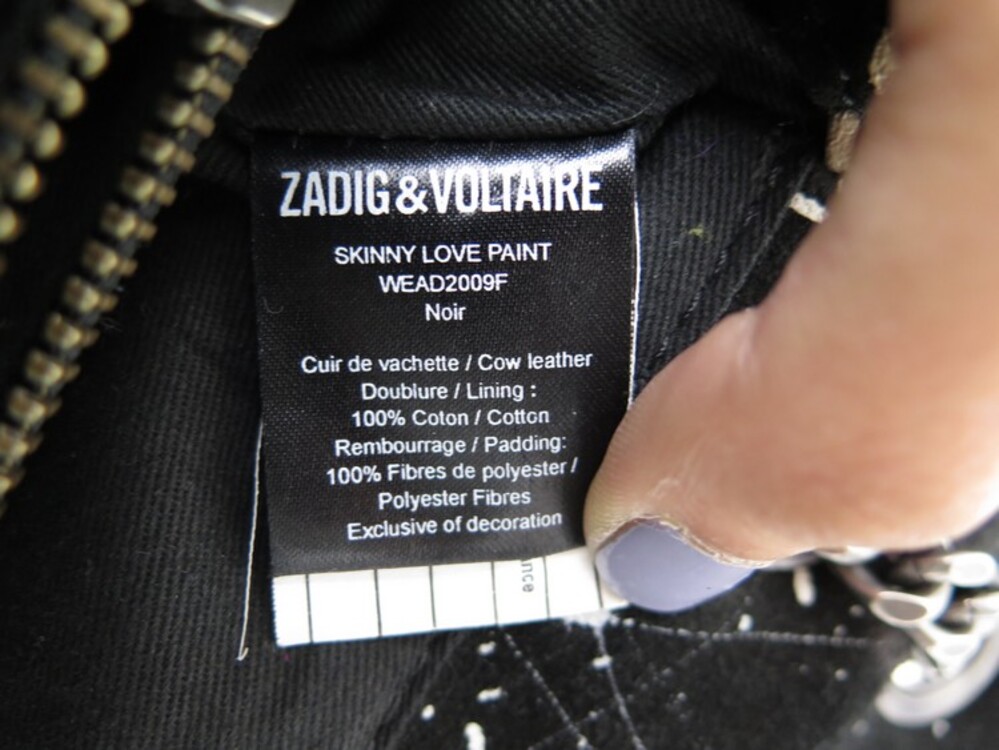 ZADIG&VOLTAIRE
SKINNY LOVE PAINT
WEAD2009F
Noir
Cuir de vachette / Cow leather
Doublure / Lining :
100% Coton / Cotton
Rembourrage / Padding:
100% Fibres de polyester /
Polyester Fibres
Exclusive of decoration